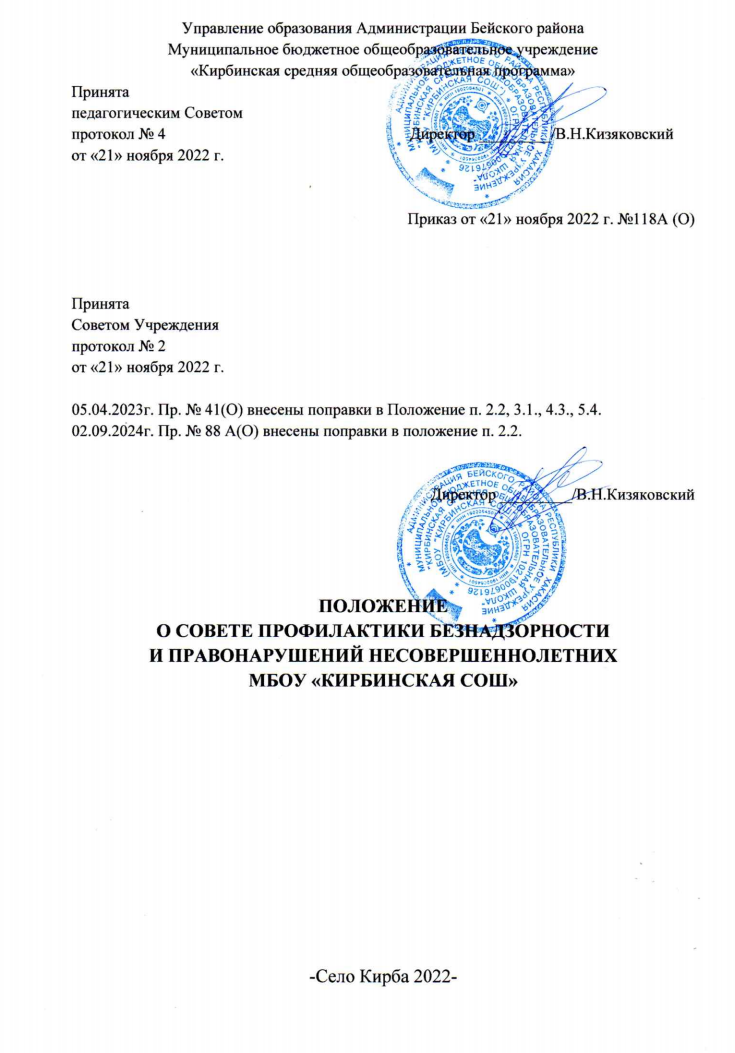 Управление образования Администрации Бейского района
Муниципальное бюджетное общеобразовательное учреждение
«Кирбинская средняя общеобразовательная программа»
Принята
педагогическим Советом
протокол № 4
Директор /В.Н.Кизяковский
от «21» ноября 2022 г.
Приказ от «21» ноября 2022 г. №118А (О)
Принята
Советом Учреждения
протокол № 2
от «21» ноября 2022 г.
05.04.2023г. Пр. № 41(О) внесены поправки в Положение п. 2.2, 3.1., 4.3., 5.4.
02.09.2024г. Пр. № 88 А(О) внесены поправки в положение п. 2.2.
Директор /В.Н.Кизяковский
ПОЛОЖЕНИЕ
О СОВЕТЕ ПРОФИЛАКТИКИ БЕЗНАДЗОРНОСТИ
И ПРАВОНАРУШЕНИЙ НЕСОВЕРШЕННОЛЕТНИХ
МБОУ «КИРБИНСКАЯ СОШ»
-Село Кирба 2022-